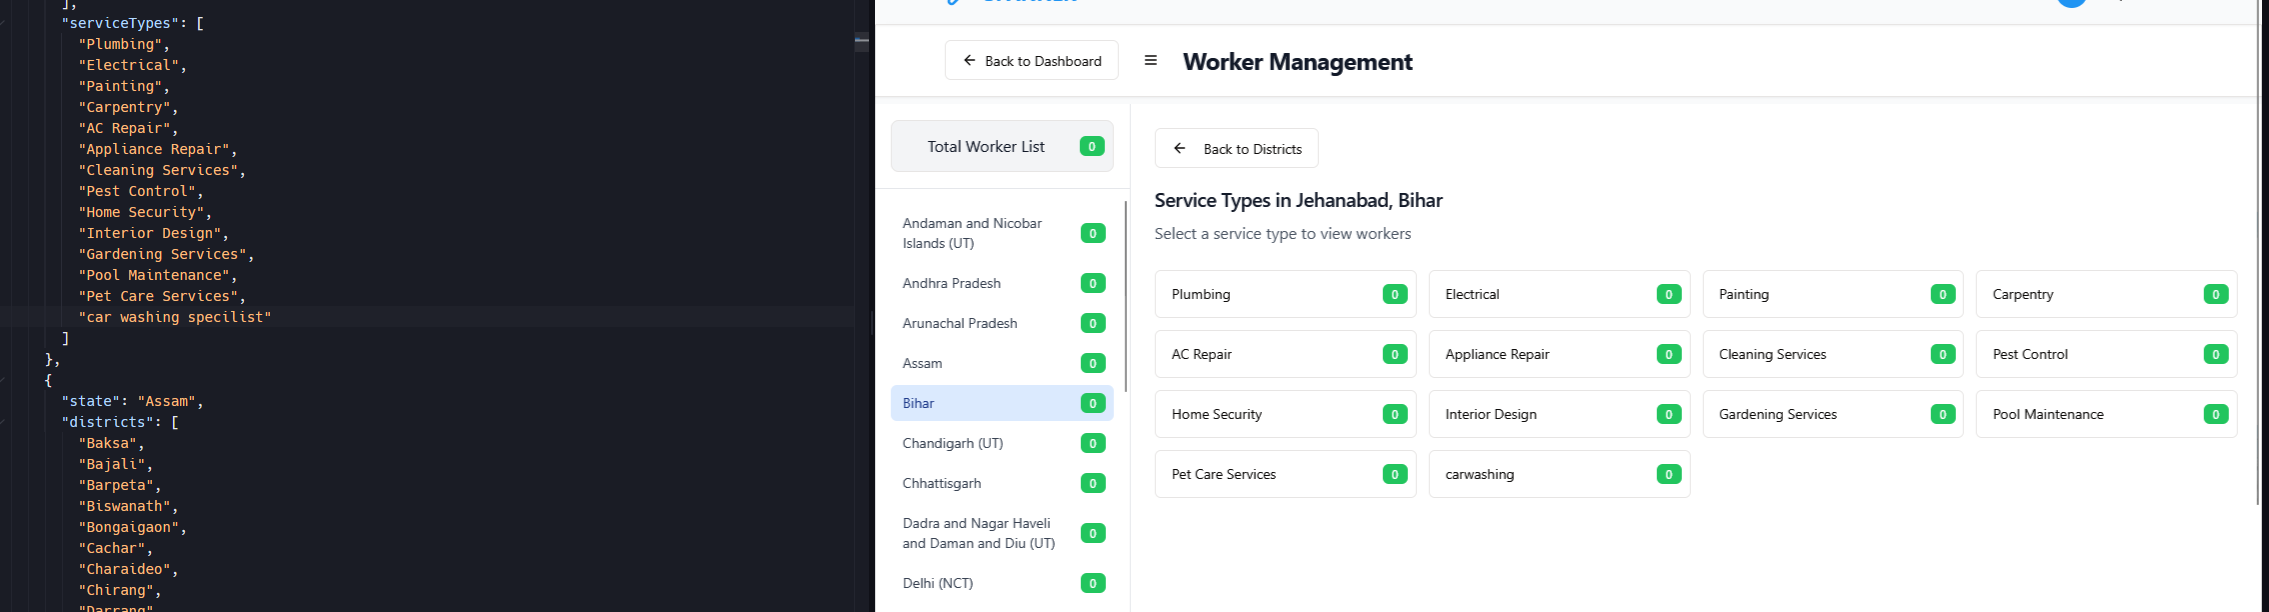 ],
"serviceTypes": [
"Plumbing",
"Electrical",
"Painting",
"Carpentry",
"AC Repair",
"Appliance Repair",
"Cleaning Services",
"Pest Control",
"Home Security",
"Interior Design",
"Gardening Services",
"Pool Maintenance",
"Pet Care Services",
"car washing specilist"
]
},
{
"state": "Assam",
"districts": [
"Baksa",
"Bajali",
"Barpeta",
"Biswanath",
"Bongaigaon",
"Cachar",
"Charaideo",
"Chirang",
"Darrang"
← Back to Dashboard
≡ Worker Management
Total Worker List 0
Andaman and Nicobar
Islands (UT) 0
Andhra Pradesh 0
Arunachal Pradesh 0
Assam 0
Bihar 0
Chandigarh (UT) 0
Chhattisgarh 0
Dadra and Nagar Haveli
and Daman and Diu (UT) 0
Delhi (NCT) 0
← Back to Districts
Service Types in Jehanabad, Bihar
Select a service type to view workers
Plumbing 0
Electrical 0
Painting 0
Carpentry 0
AC Repair 0
Appliance Repair 0
Cleaning Services 0
Pest Control 0
Home Security 0
Interior Design 0
Gardening Services 0
Pool Maintenance 0
Pet Care Services 0
carwashing 0